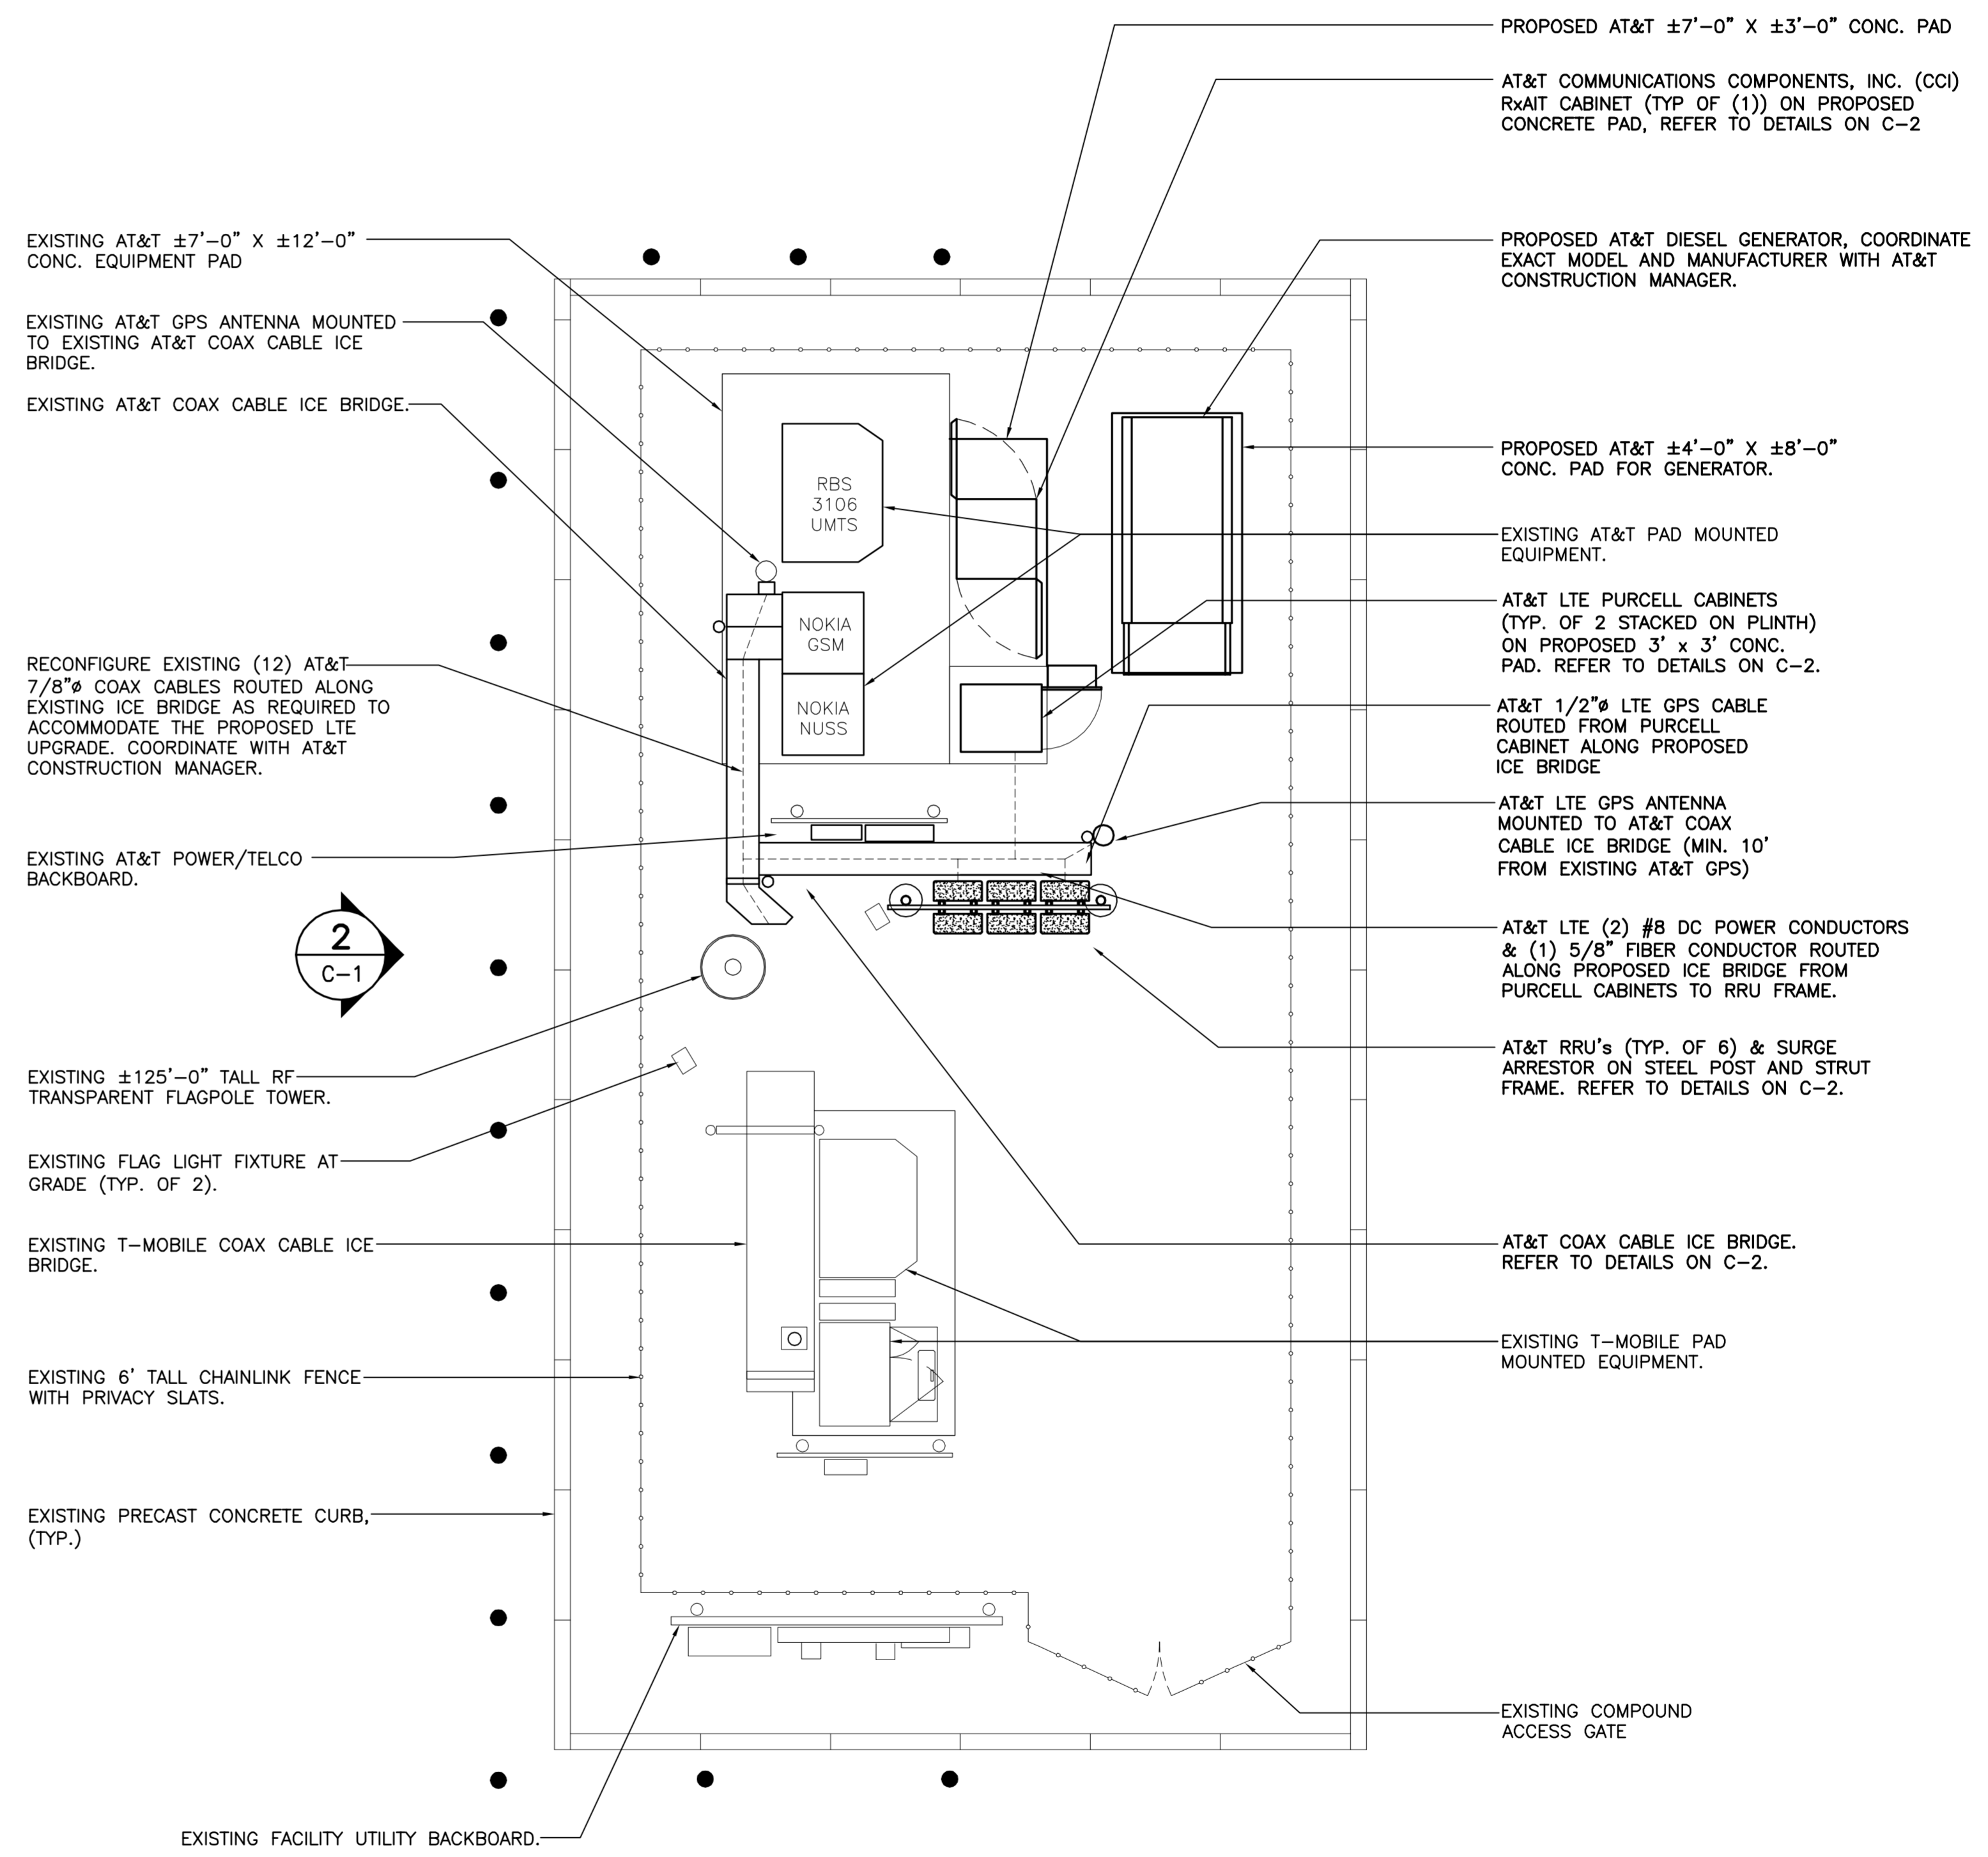 PROPOSED AT&T ±7'-0" X ±3'-0" CONC. PAD
AT&T COMMUNICATIONS COMPONENTS, INC. (CCI)
RxAIT CABINET (TYP OF (1)) ON PROPOSED
CONCRETE PAD, REFER TO DETAILS ON C-2
PROPOSED AT&T DIESEL GENERATOR, COORDINATE
EXACT MODEL AND MANUFACTURER WITH AT&T
CONSTRUCTION MANAGER.
PROPOSED AT&T ±4'-0" X ±8'-0"
CONC. PAD FOR GENERATOR.
EXISTING AT&T PAD MOUNTED
EQUIPMENT.
AT&T LTE PURCELL CABINETS
(TYP. OF 2 STACKED ON PLINTH)
ON PROPOSED 3' x 3' CONC.
PAD. REFER TO DETAILS ON C-2.
AT&T 1/2"ø LTE GPS CABLE
ROUTED FROM PURCELL
CABINET ALONG PROPOSED
ICE BRIDGE
AT&T LTE GPS ANTENNA
MOUNTED TO AT&T COAX
CABLE ICE BRIDGE (MIN. 10'
FROM EXISTING AT&T GPS)
AT&T LTE (2) #8 DC POWER CONDUCTORS
& (1) 5/8" FIBER CONDUCTOR ROUTED
ALONG PROPOSED ICE BRIDGE FROM
PURCELL CABINETS TO RRU FRAME.
AT&T RRU's (TYP. OF 6) & SURGE
ARRESTOR ON STEEL POST AND STRUT
FRAME. REFER TO DETAILS ON C-2.
AT&T COAX CABLE ICE BRIDGE.
REFER TO DETAILS ON C-2.
EXISTING T-MOBILE PAD
MOUNTED EQUIPMENT.
EXISTING COMPOUND
ACCESS GATE
EXISTING AT&T ±7'-0" X ±12'-0"
CONC. EQUIPMENT PAD
EXISTING AT&T GPS ANTENNA MOUNTED
TO EXISTING AT&T COAX CABLE ICE
BRIDGE.
EXISTING AT&T COAX CABLE ICE BRIDGE.
RECONFIGURE EXISTING (12) AT&T
7/8"ø COAX CABLES ROUTED ALONG
EXISTING ICE BRIDGE AS REQUIRED TO
ACCOMMODATE THE PROPOSED LTE
UPGRADE. COORDINATE WITH AT&T
CONSTRUCTION MANAGER.
EXISTING AT&T POWER/TELCO
BACKBOARD.
2
C-1
EXISTING ±125'-0" TALL RF
TRANSPARENT FLAGPOLE TOWER.
EXISTING FLAG LIGHT FIXTURE AT
GRADE (TYP. OF 2).
EXISTING T-MOBILE COAX CABLE ICE
BRIDGE.
EXISTING 6' TALL CHAINLINK FENCE
WITH PRIVACY SLATS.
EXISTING PRECAST CONCRETE CURB,
(TYP.)
EXISTING FACILITY UTILITY BACKBOARD.
RBS
3106
UMTS
NOKIA
GSM
NOKIA
NUSS